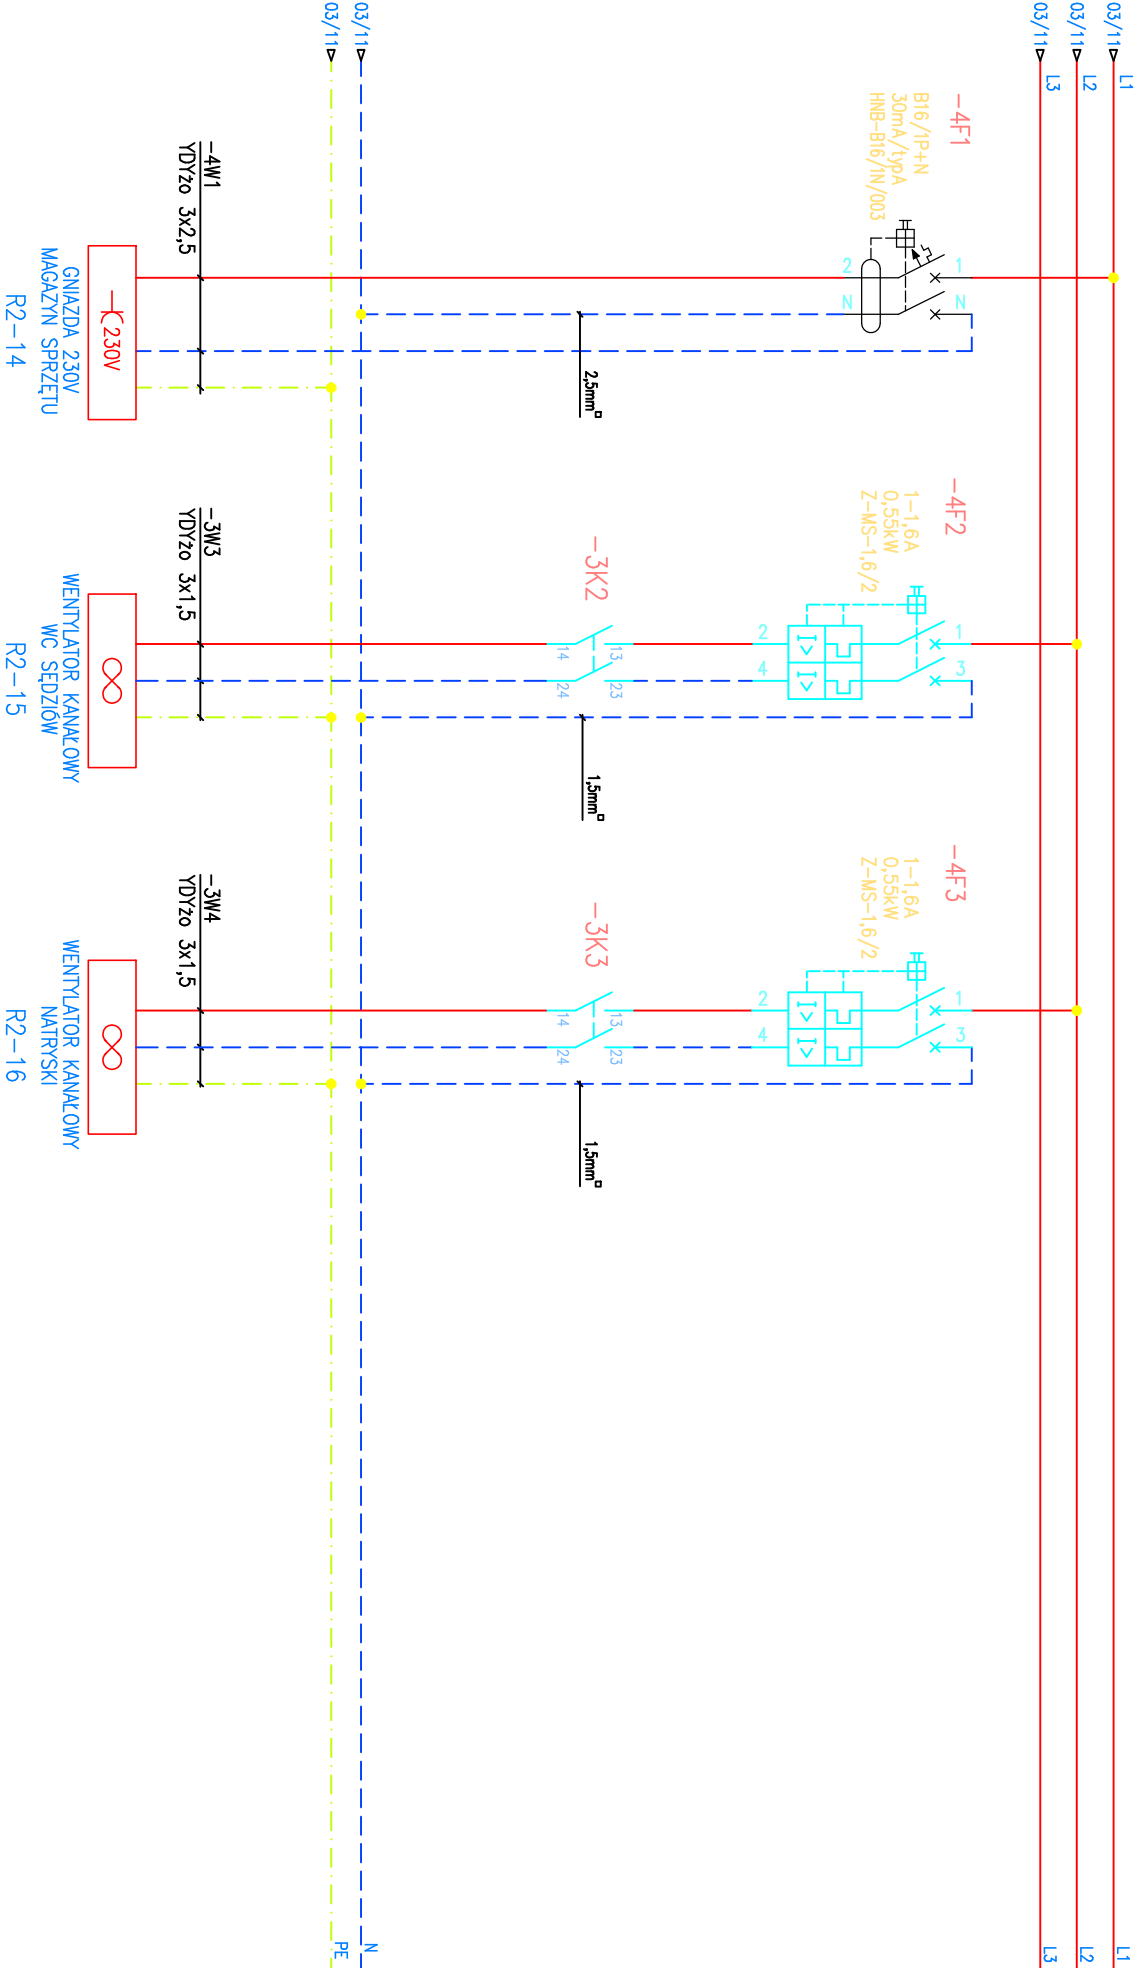 03/11
L1
03/11
L2
03/11
L3
-4F1
B16/1P+N
30mA/typA
HNB-B16/1N/003
1
N
2
N
2,5mm□
03/11
03/11
-4W1
YDYżo 3x2,5
230V
GNIAZDA 230V
MAGAZYN SPRZĘTU
R2-14
-4F2
1-1,6A
0,55kW
Z-MS-1,6/2
1
3
I>
I>
2
4
-3K2
13
23
14
24
1,5mm□
-3W3
YDYżo 3x1,5
WENTYLATOR KANAŁOWY
WC SĘDZIÓW
R2-15
-4F3
1-1,6A
0,55kW
Z-MS-1,6/2
1
3
I>
I>
2
4
-3K3
13
23
14
24
1,5mm□
-3W4
YDYżo 3x1,5
WENTYLATOR KANAŁOWY
NATRYSKI
R2-16
L1
L2
L3
N
PE